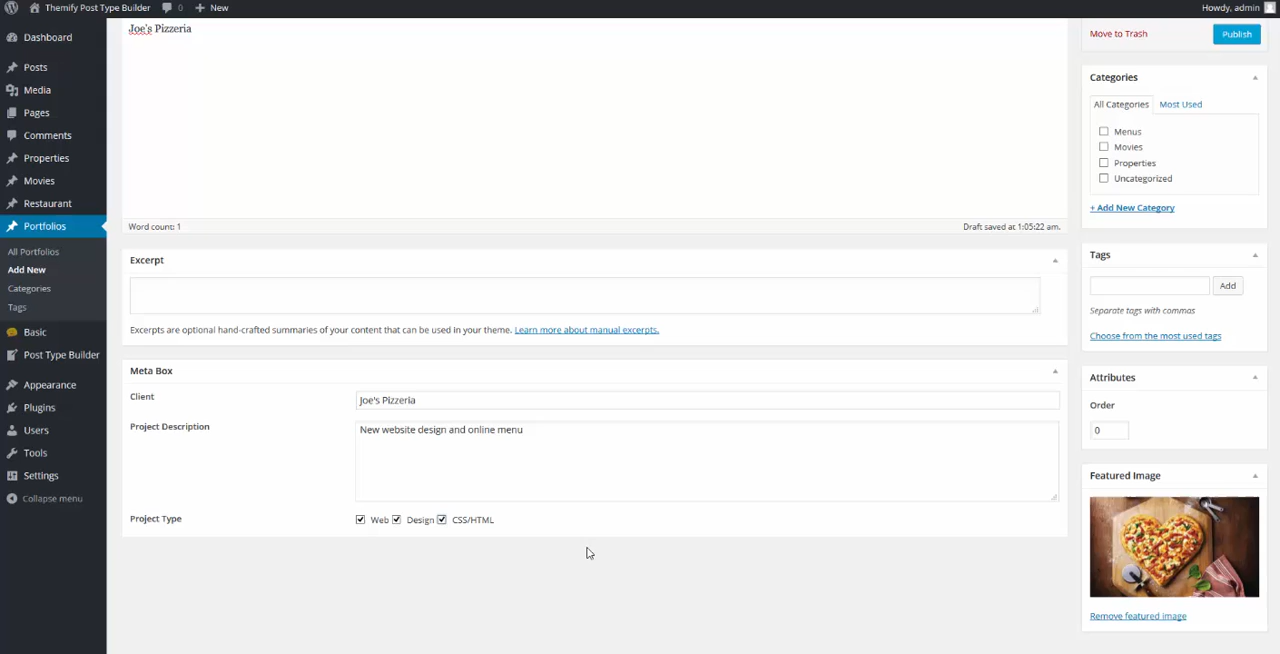 Themify Post Type Builder 0 New Howdy, admin
Dashboard
Posts
Media
Pages
Comments
Properties
Movies
Restaurant
Portfolios
All Portfolios
Add New
Categories
Tags
Basic
Post Type Builder
Appearance
Plugins
Users
Tools
Settings
Collapse menu
Joe's Pizzeria
Word count: 1 Draft saved at 1:05:22 am.
Excerpt
Excerpts are optional hand-crafted summaries of your content that can be used in your theme. Learn more about manual excerpts.
Meta Box
Client Joe's Pizzeria
Project Description New website design and online menu
Project Type Web Design CSS/HTML
Move to Trash Publish
Categories
All Categories Most Used
Menus
Movies
Properties
Uncategorized
+ Add New Category
Tags
Add
Separate tags with commas
Choose from the most used tags
Attributes
Order
0
Featured Image
Remove featured image